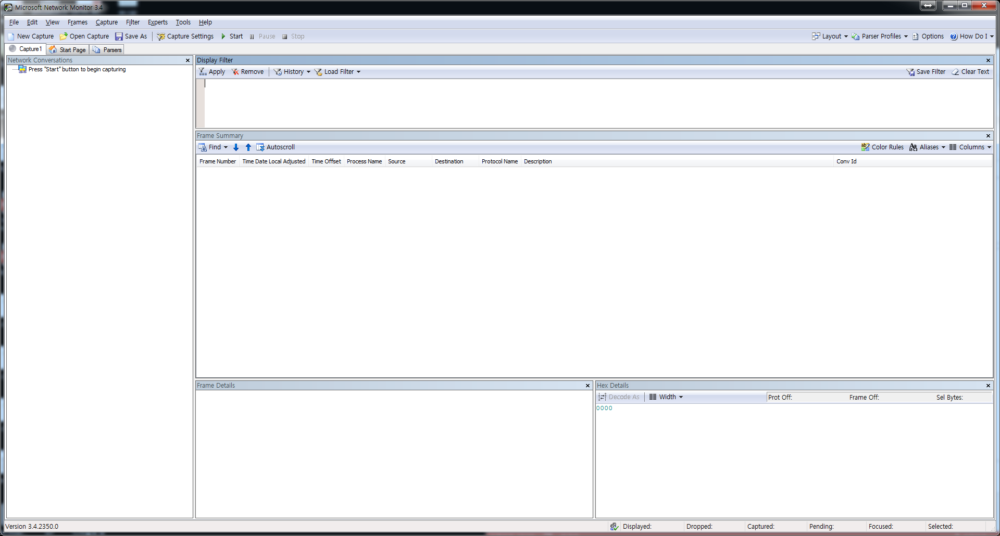 Microsoft Network Monitor 3.4
File Edit View Frames Capture Filter Experts Tools Help
New Capture Open Capture Save As Capture Settings Start Pause Stop Layout Parser Profiles Options How Do I
Capture1 Start Page Parsers
Network Conversations
Press "Start" button to begin capturing
Display Filter
Apply Remove History Load Filter Save Filter Clear Text
Frame Summary
Find Autoscroll Color Rules Aliases Columns
Frame Number Time Date Local Adjusted Time Offset Process Name Source Destination Protocol Name Description Conv Id
Frame Details
Hex Details
Decode As Width Prot Off: Frame Off: Sel Bytes:
0000
Version 3.4.2350.0 Displayed: Dropped: Captured: Pending: Focused: Selected: